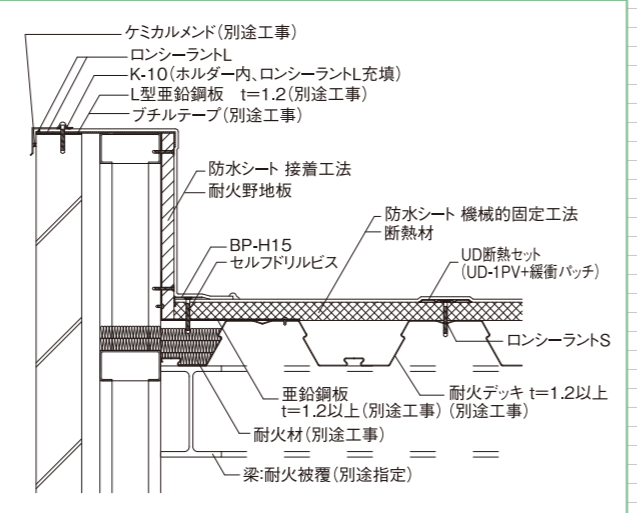 ケミカルメンド（別途工事）
ロンシーラントL
K-10（ホルダー内、ロンシーラントL充填）
L型亜鉛鋼板　t＝1.2（別途工事）
ブチルテープ（別途工事）
防水シート 接着工法
耐火野地板
防水シート 機械的固定工法
断熱材
BP-H15
セルフドリルビス
UD断熱セット
（UD-1PV+緩衝パッチ）
ロンシーラントS
亜鉛鋼板
t＝1.2以上（別途工事）
耐火デッキ t＝1.2以上
（別途工事）
耐火材（別途工事）
梁:耐火被覆（別途指定）